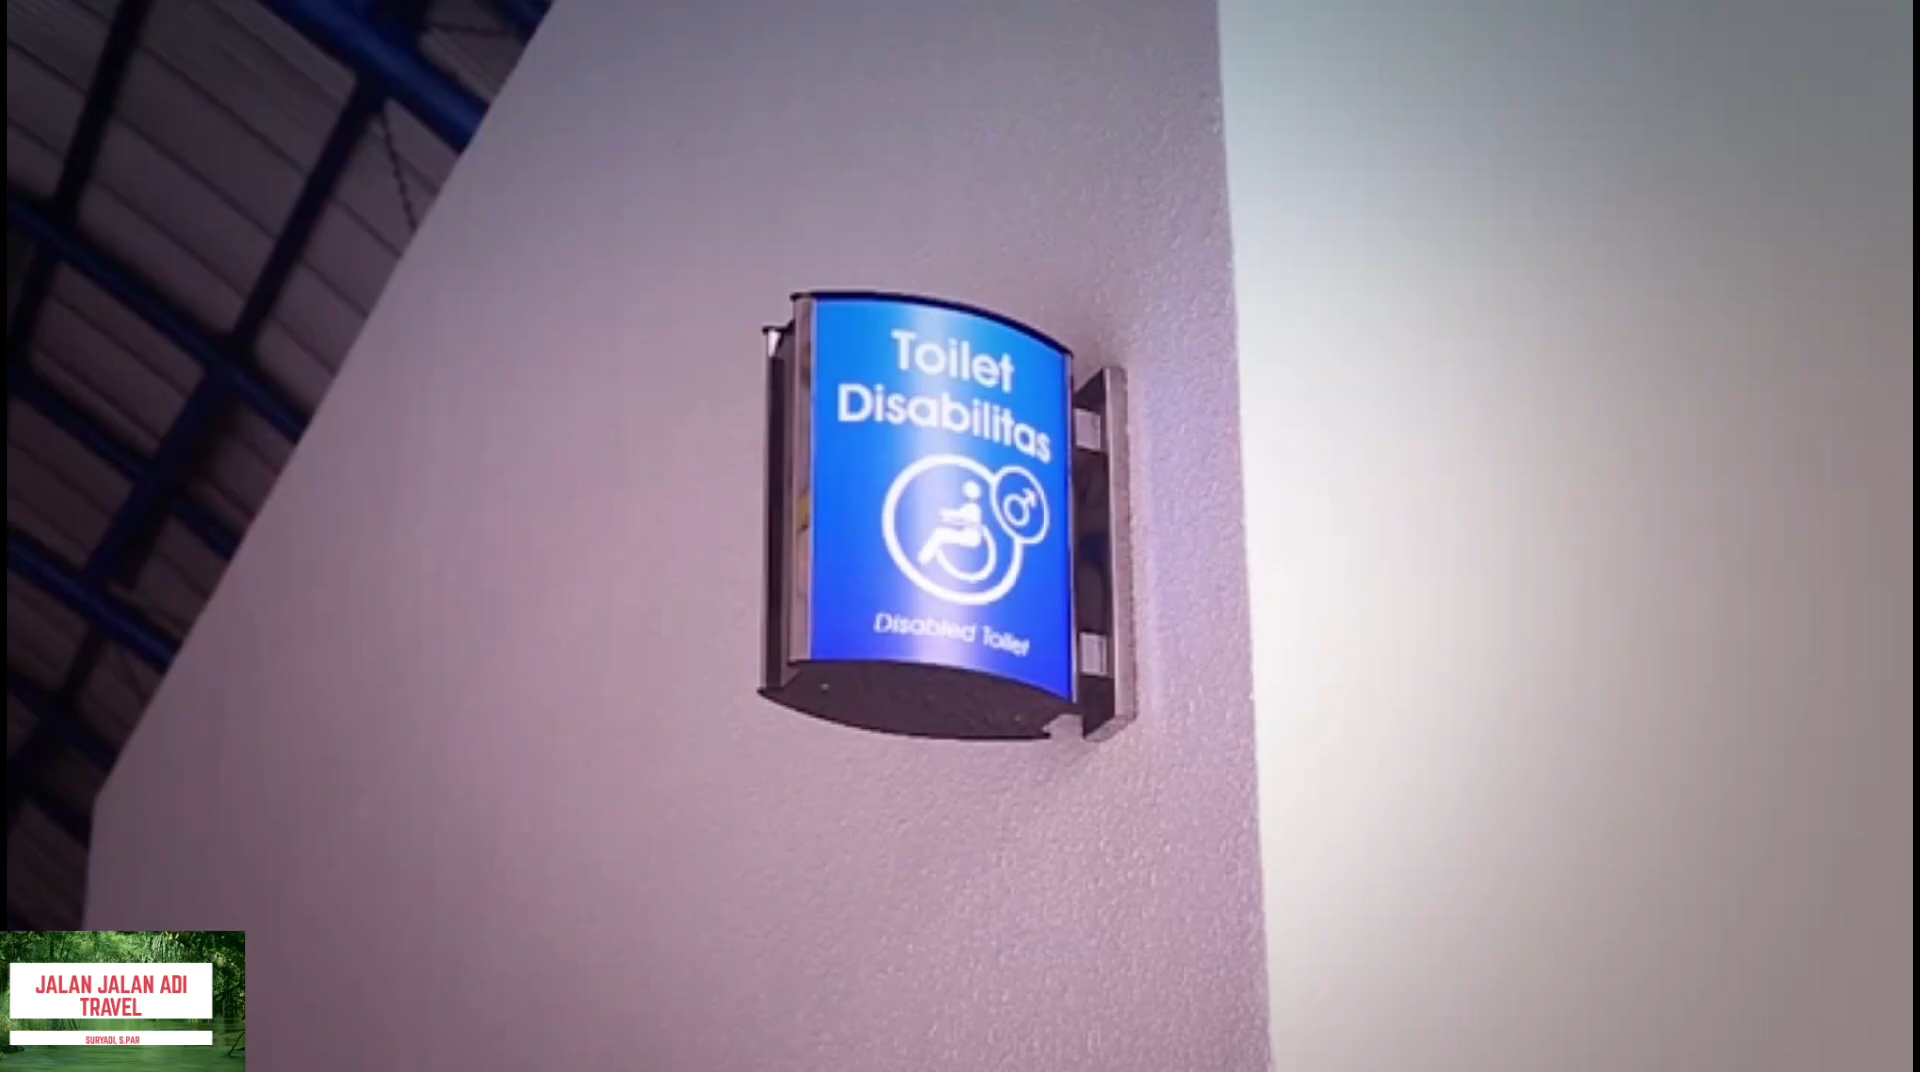 Toilet
Disabilitas
Disabled Toilet
JALAN JALAN ADI
TRAVEL
SURYADI, S.PAR